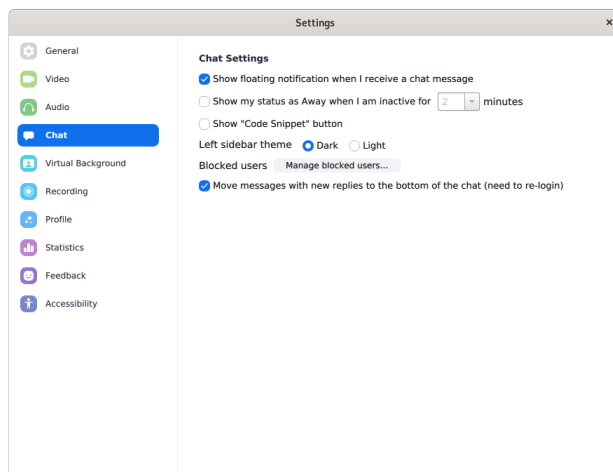 Settings
General
Video
Audio
Chat
Virtual Background
Recording
Profile
Statistics
Feedback
Accessibility
Chat Settings
Show floating notification when I receive a chat message
Show my status as Away when I am inactive for 2 minutes
Show "Code Snippet" button
Left sidebar theme Dark Light
Blocked users Manage blocked users...
Move messages with new replies to the bottom of the chat (need to re-login)